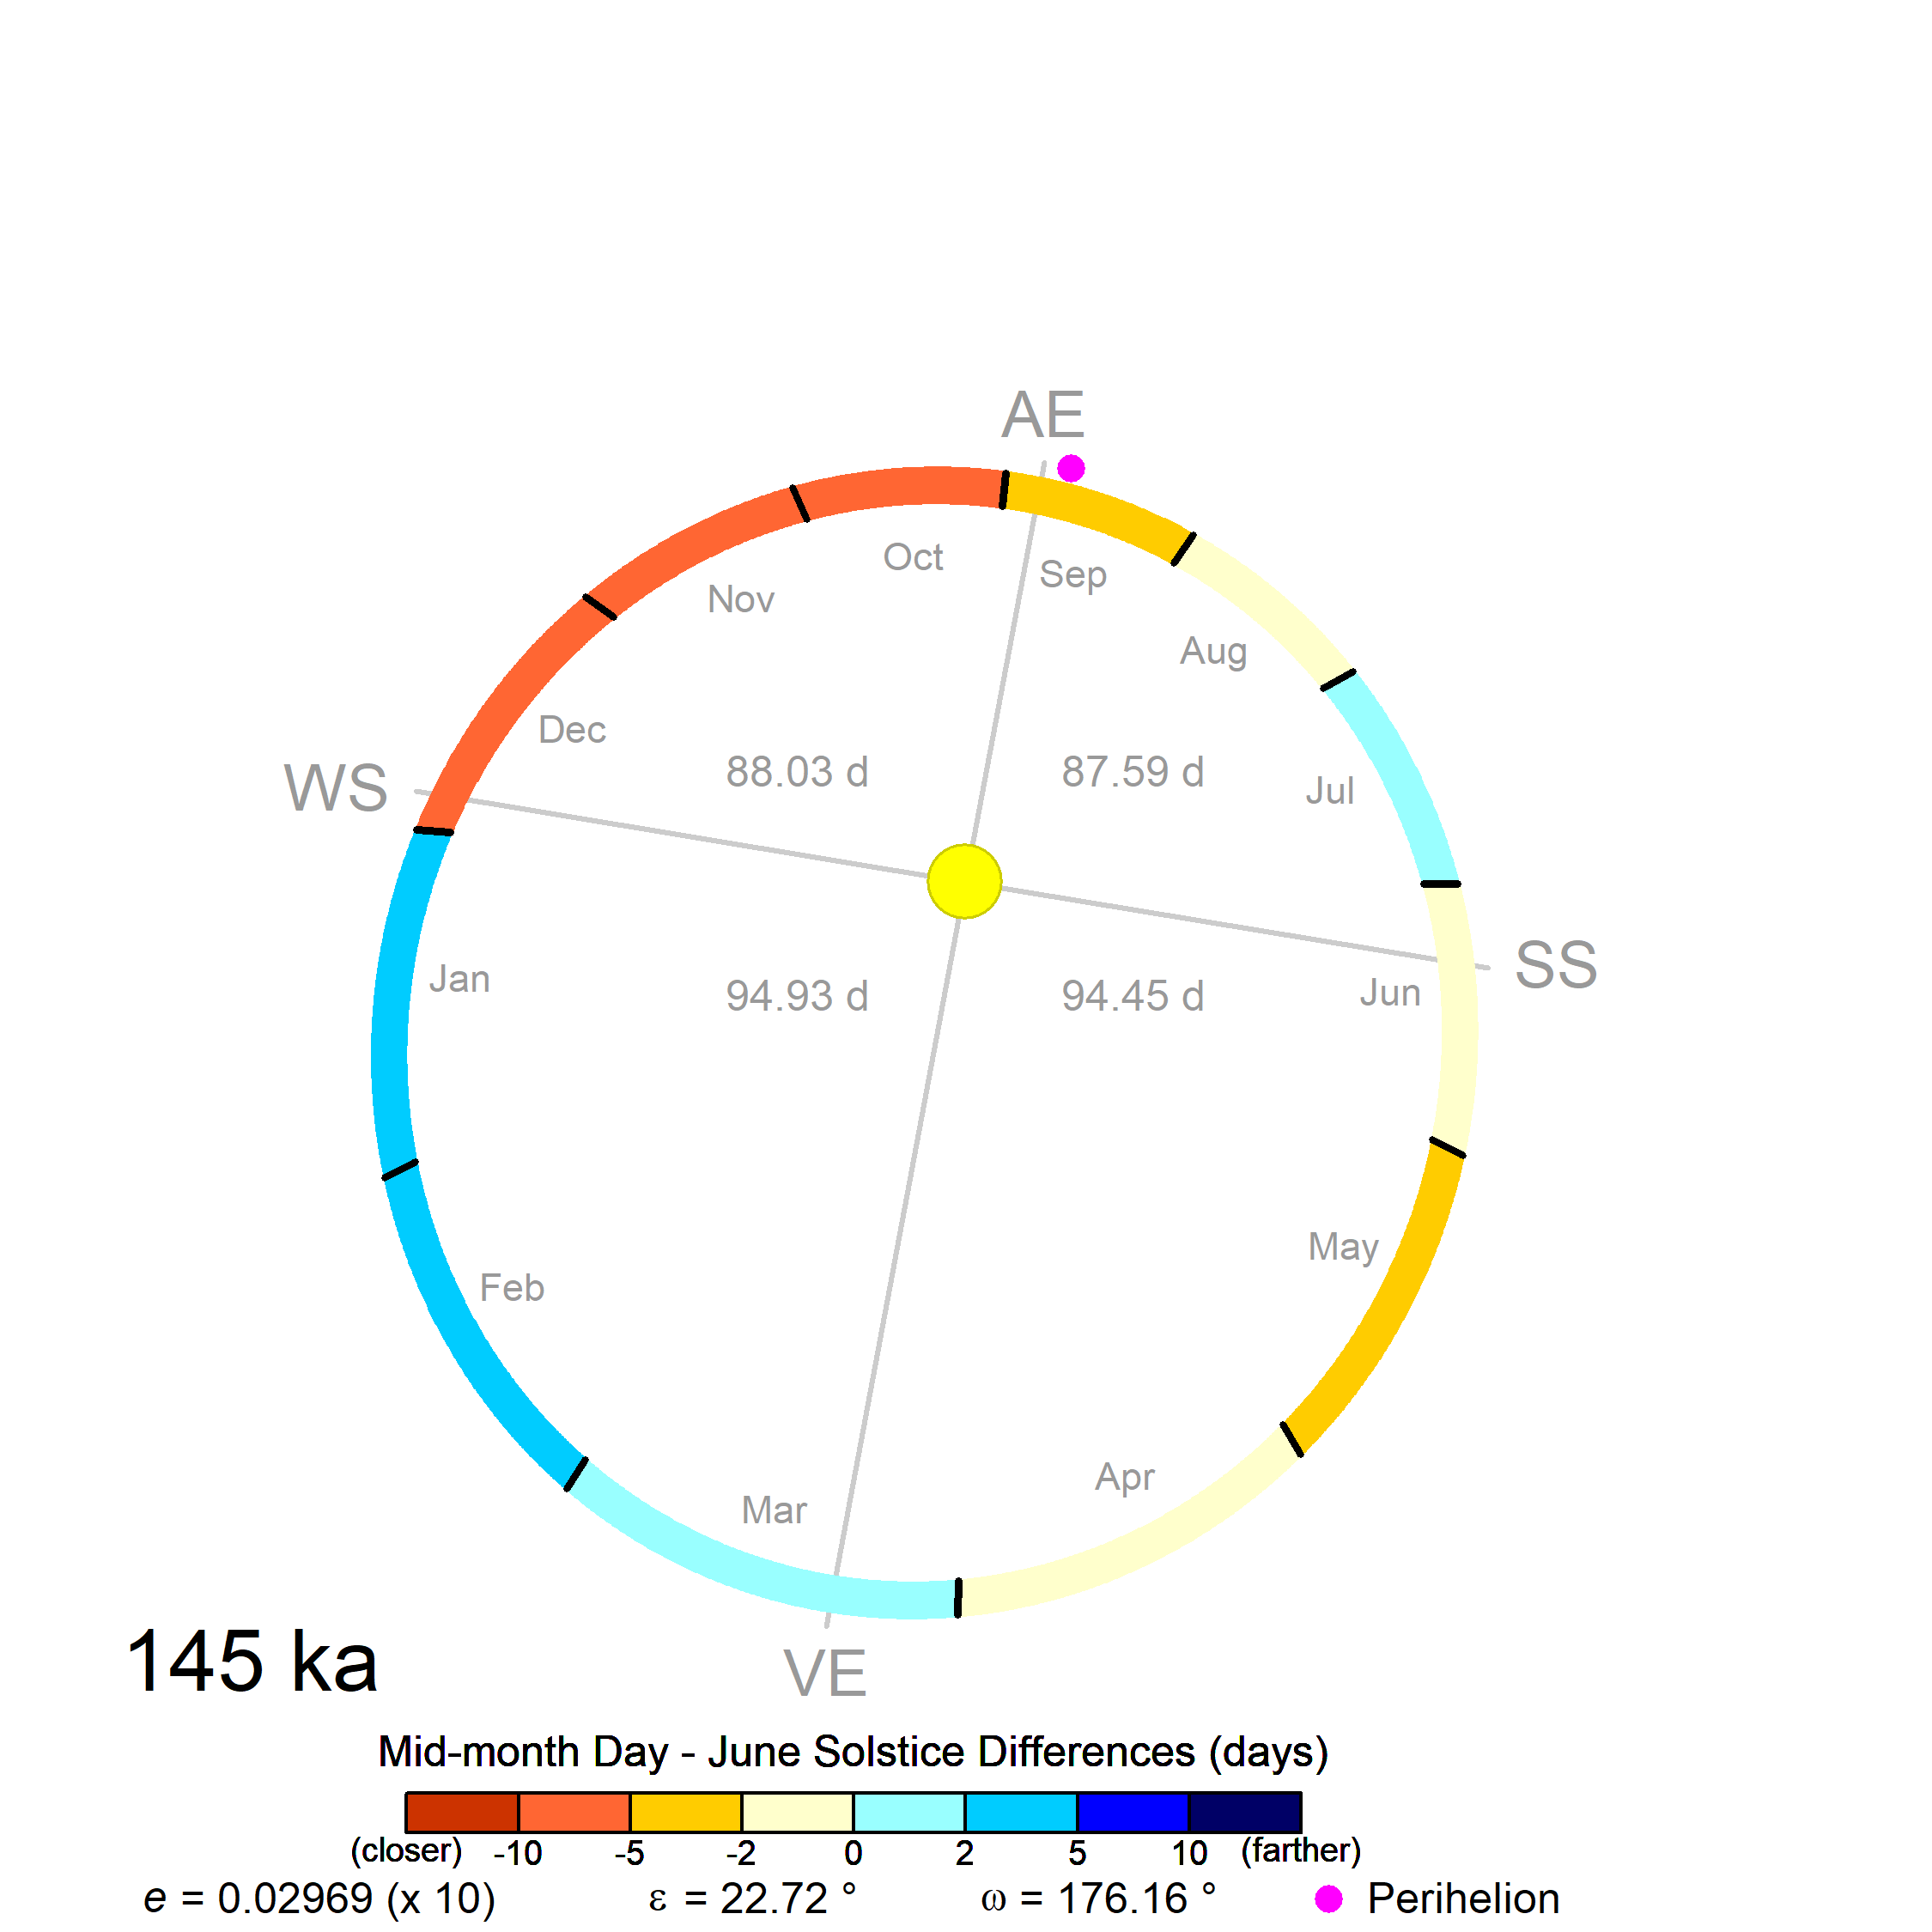 AE
Oct
Sep
Nov
Aug
Dec
WS
88.03 d
87.59 d
Jul
SS
Jan
94.93 d
94.45 d
Jun
May
Feb
Apr
Mar
145 ka
VE
Mid-month Day - June Solstice Differences (days)
(closer) -10 -5 -2 0 2 5 10 (farther)
e = 0.02969 (x 10) ε = 22.72 ° ω = 176.16 ° Perihelion